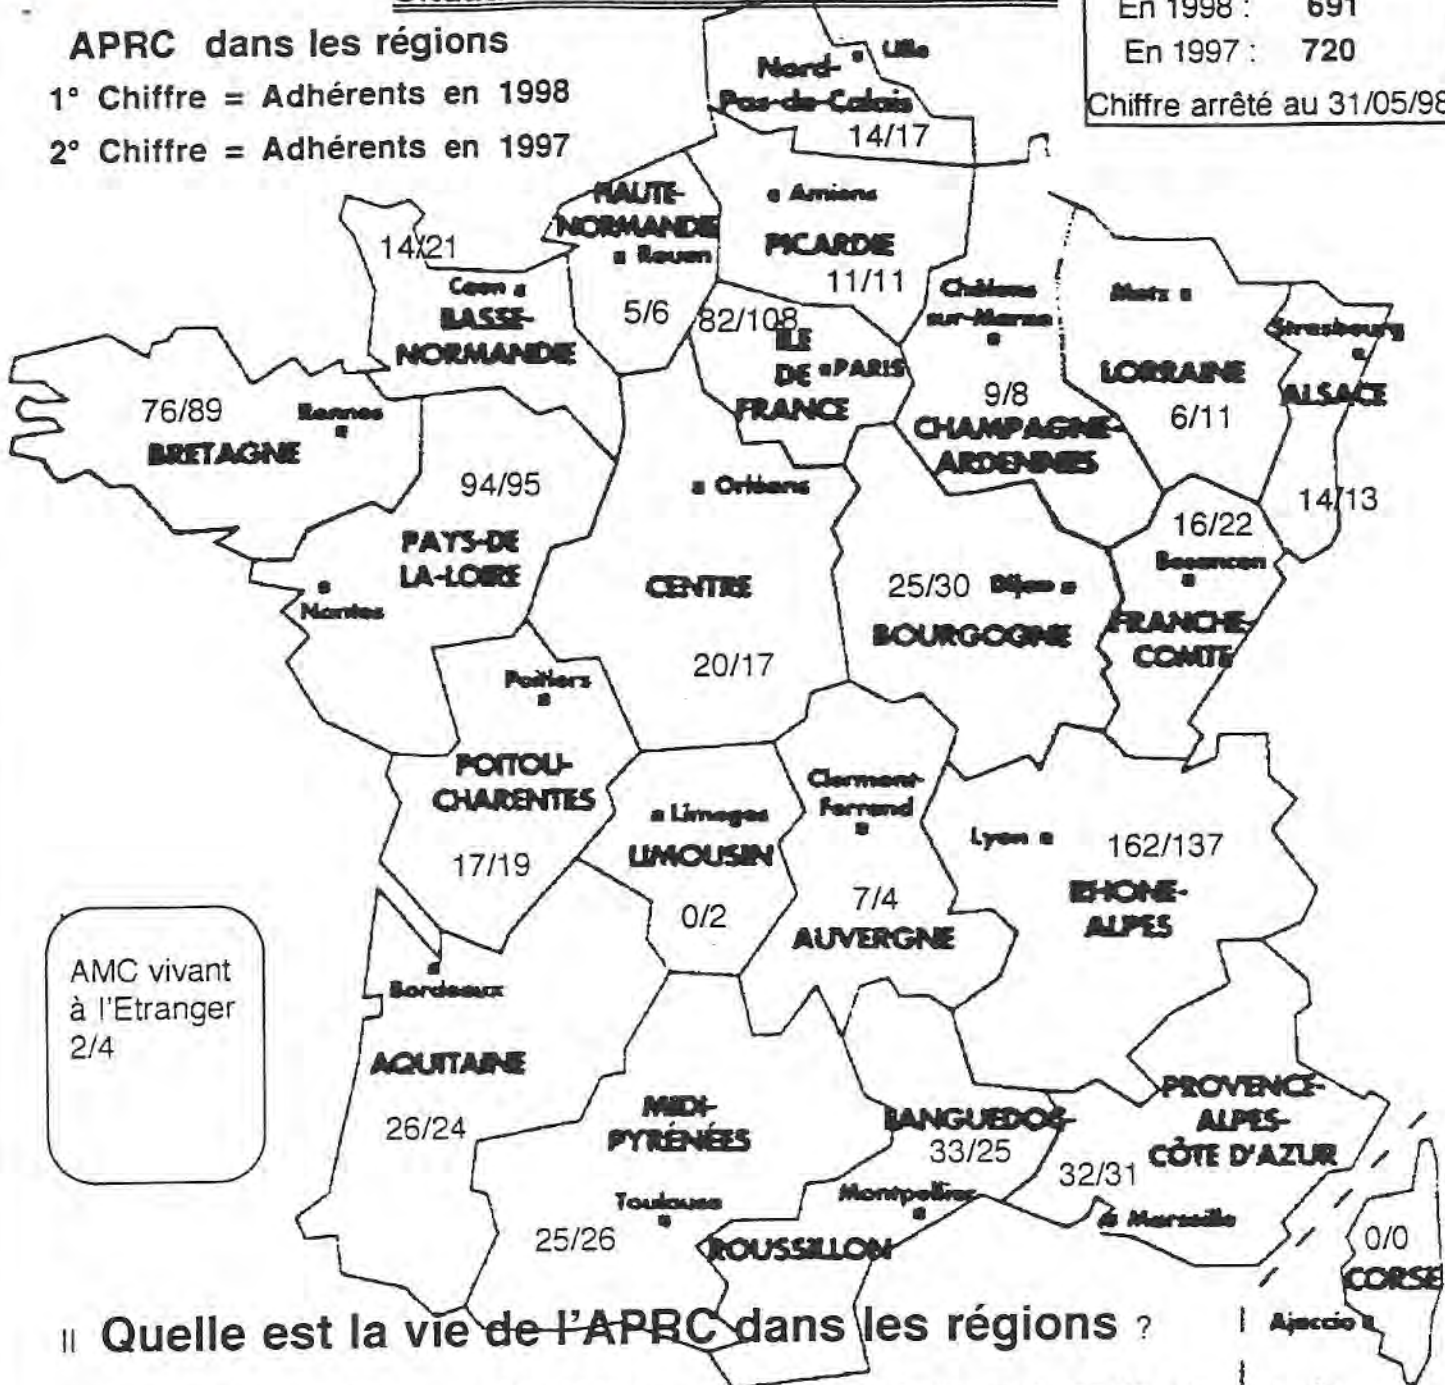 APRC dans les régions
1° Chiffre = Adhérents en 1998
2° Chiffre = Adhérents en 1997
En 1998 : 691
En 1997 : 720
Chiffre arrêté au 31/05/98
Lille
Nord-
Pas-de-Calais
14/17
HAUTE-
NORMANDIE
Rouen
5/6
Amiens
PICARDIE
11/11
14/21
Caen
BASSE-
NORMANDIE
82/108
ILE
DE PARIS
FRANCE
Châlons
sur-Marne
9/8
CHAMPAGNE-
ARDENNES
Metz
LORRAINE
6/11
Strasbourg
ALSACE
14/13
76/89
Rennes
BRETAGNE
94/95
PAYS-DE
LA-LOIRE
Nantes
Orléans
CENTRE
20/17
25/30 Dijon
BOURGOGNE
16/22
Besancon
FRANCHE-
COMTE
Poitiers
POITOU-
CHARENTES
17/19
Limoges
LIMOUSIN
0/2
Clermont-
Ferrand
7/4
AUVERGNE
Lyon 162/137
RHONE-
ALPES
AMC vivant
à l'Etranger
2/4
Bordeaux
AQUITAINE
26/24
MIDI-
PYRÉNÉES
Toulouse
25/26
LANGUEDOC-
33/25
Montpellier
ROUSSILLON
PROVENCE-
ALPES-
CÔTE D'AZUR
32/31
Marseille
0/0
CORSE
Ajaccio
II Quelle est la vie de l'APRC dans les régions ?